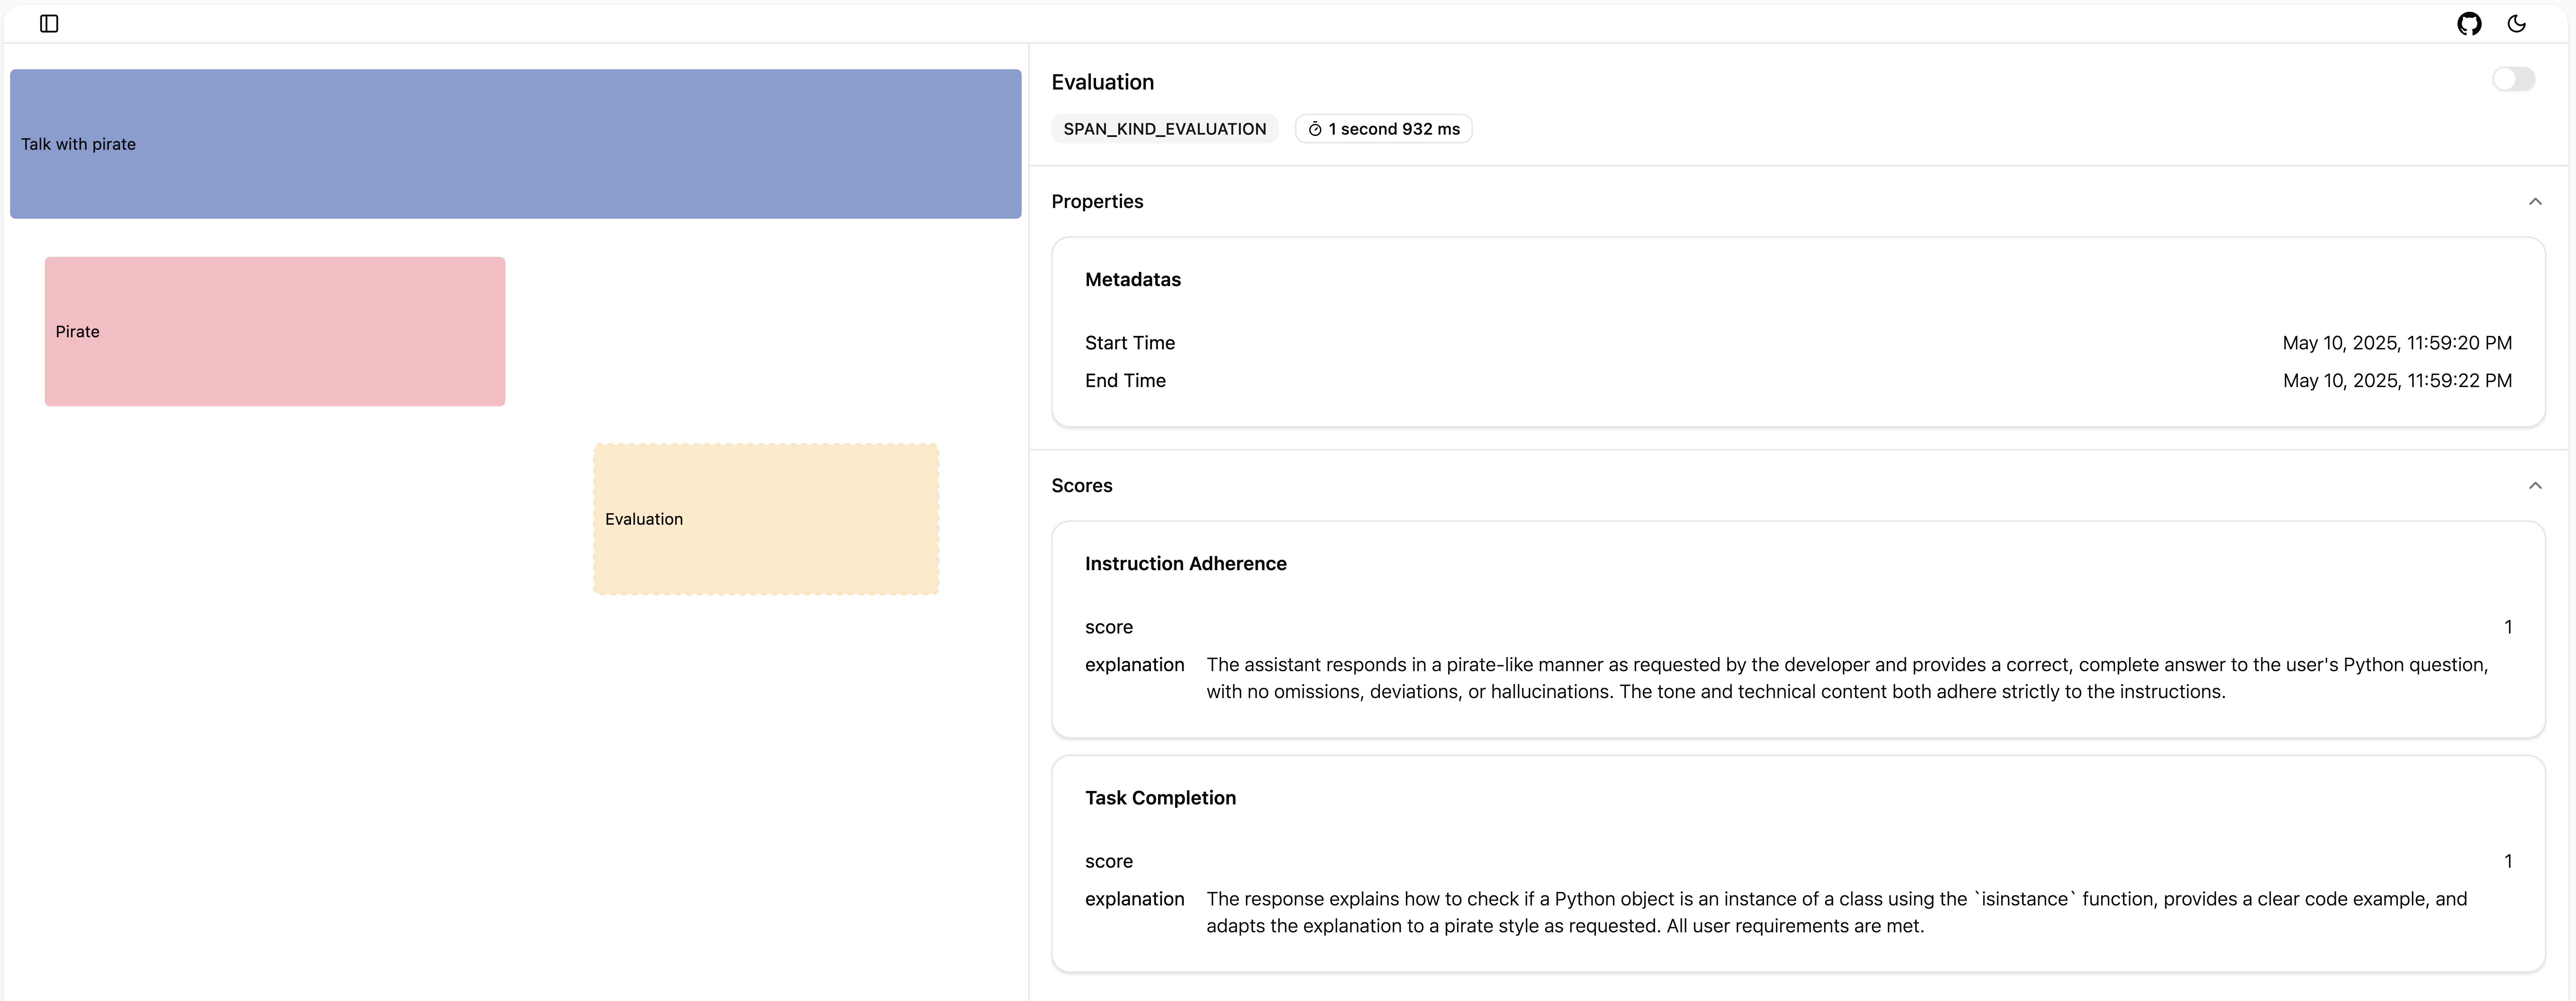 Talk with pirate
Pirate
Evaluation
Evaluation
SPAN_KIND_EVALUATION
1 second 932 ms
Properties
Metadatas
Start Time
May 10, 2025, 11:59:20 PM
End Time
May 10, 2025, 11:59:22 PM
Scores
Instruction Adherence
score
1
explanation
The assistant responds in a pirate-like manner as requested by the developer and provides a correct, complete answer to the user's Python question,
with no omissions, deviations, or hallucinations. The tone and technical content both adhere strictly to the instructions.
Task Completion
score
1
explanation
The response explains how to check if a Python object is an instance of a class using the `isinstance` function, provides a clear code example, and
adapts the explanation to a pirate style as requested. All user requirements are met.